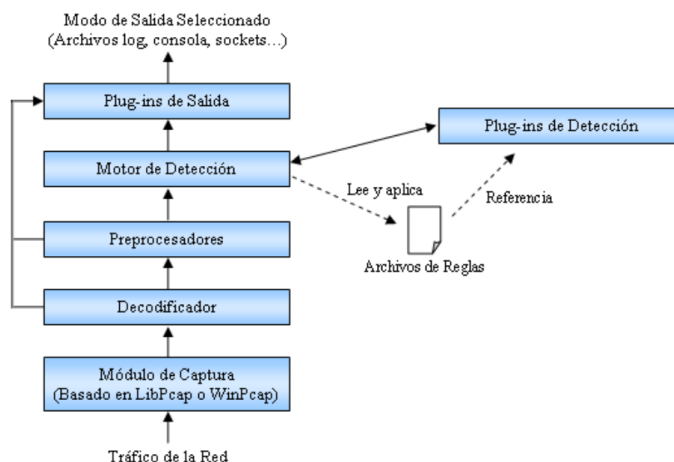 Modo de Salida Seleccionado
(Archivos log, consola, sockets...)
Plug-ins de Salida
Plug-ins de Detección
Motor de Detección
Lee y aplica
Referencia
Preprocesadores
Archivos de Reglas
Decodificador
Módulo de Captura
(Basado en LibPcap o WinPcap)
Tráfico de la Red